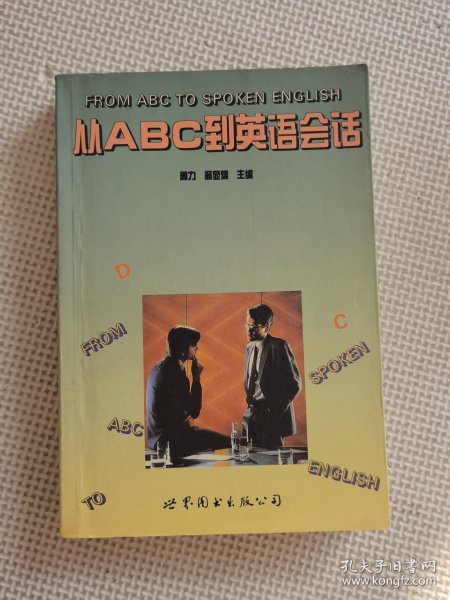 FROM ABC TO SPOKEN ENGLISH
从ABC到英语会话
主编
D
C
FROM
SPOKEN
ABC
ENGLISH
TO
世界图书出版公司
孔夫子旧书网
www.kongfz.com